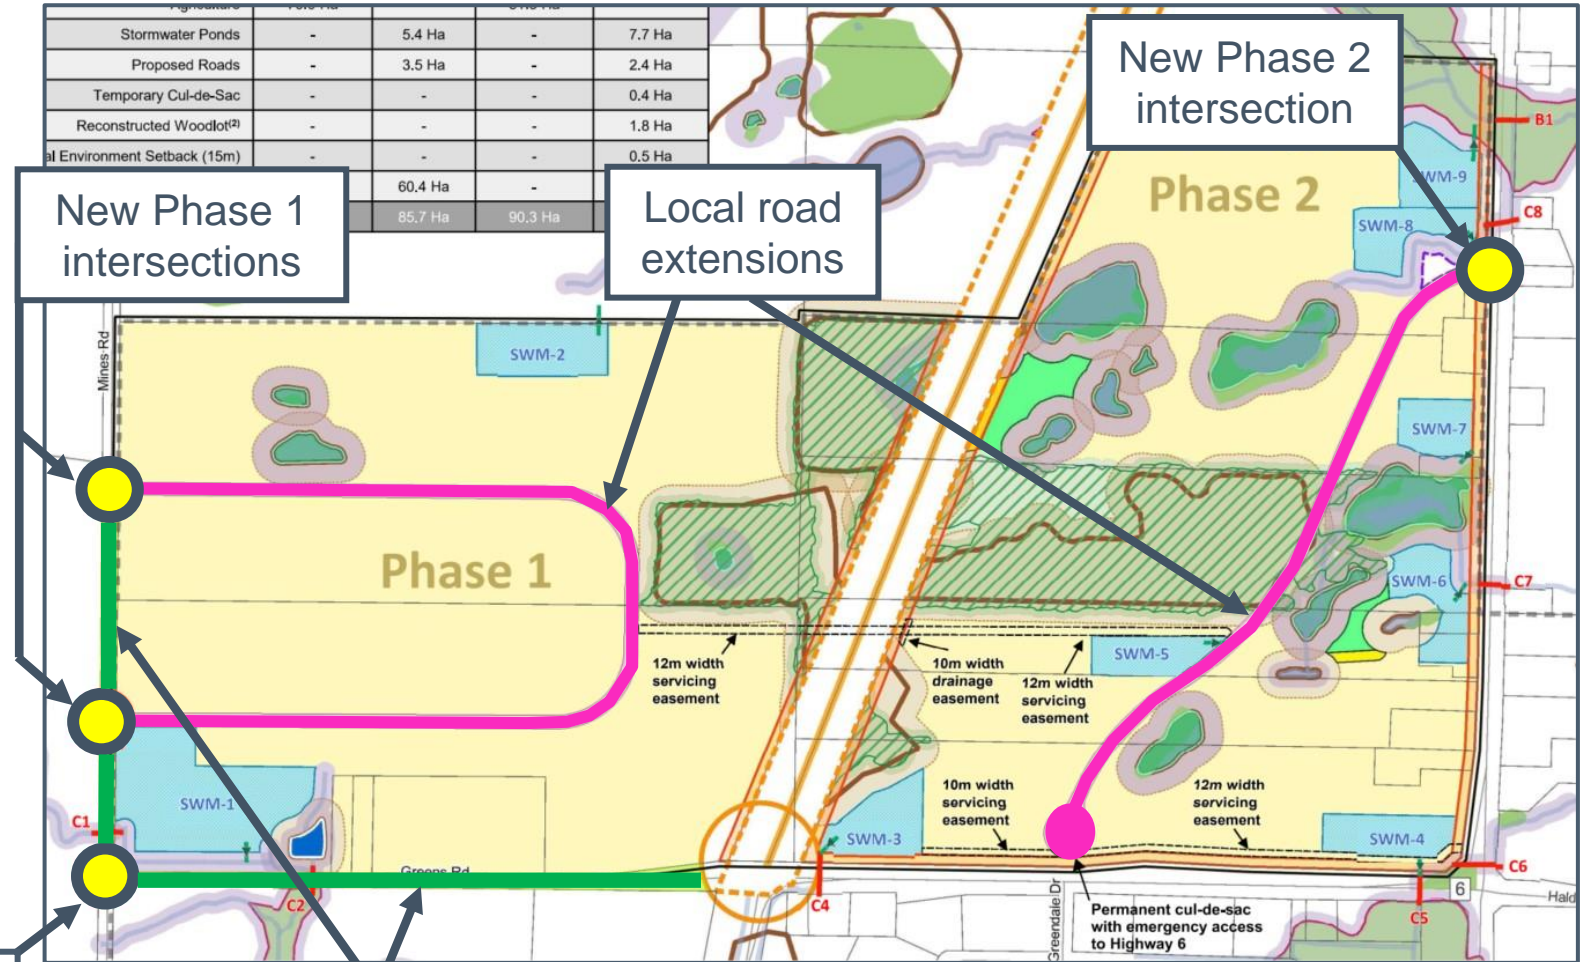 Agriculture
Stormwater Ponds - 5.4 Ha - 7.7 Ha
Proposed Roads - 3.5 Ha - 2.4 Ha
Temporary Cul-de-Sac - - - 0.4 Ha
Reconstructed Woodlot(2) - - - 1.8 Ha
al Environment Setback (15m) - - - 0.5 Ha
60.4 Ha -
85.7 Ha 90.3 Ha
New Phase 2
intersection
New Phase 1
intersections
Local road
extensions
Phase 2
B1
SWM-9
C8
SWM-8
Mines Rd
SWM-2
SWM-7
Phase 1
SWM-6
C7
SWM-5
12m width
servicing
easement
10m width
drainage
easement
12m width
servicing
easement
SWM-1
C1
10m width
servicing
easement
12m width
servicing
easement
SWM-3
SWM-4
Greens Rd
C2
C4
C6
6
C5
Hald
Greendale Dr
Permanent cul-de-sac
with emergency access
to Highway 6